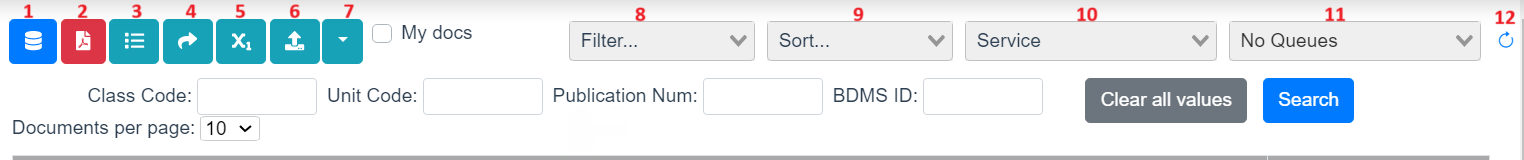 1 2 3 4 5 6 7 8 9 10 11 12
X₁ My docs Filter... Sort... Service No Queues
Class Code: Unit Code: Publication Num: BDMS ID: Clear all values Search
Documents per page: 10